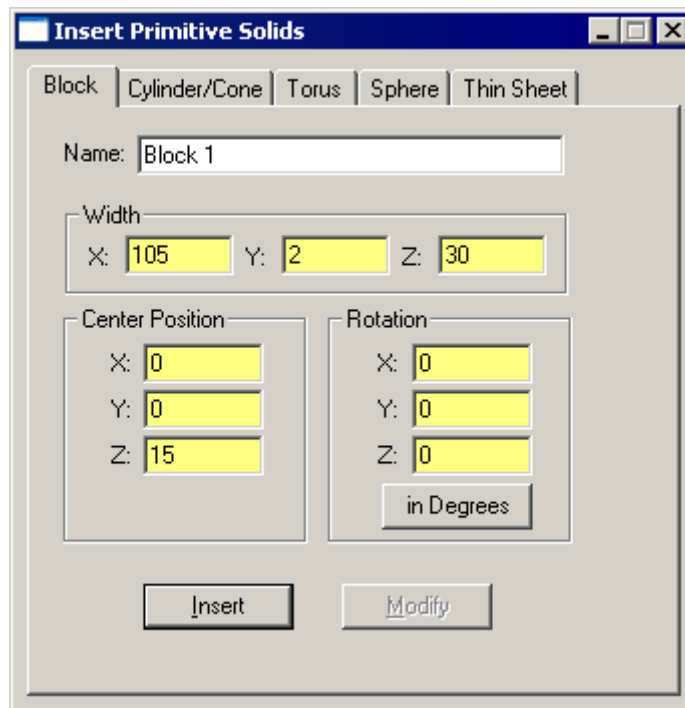 Insert Primitive Solids
Block Cylinder/Cone Torus Sphere Thin Sheet
Name: Block 1
Width
X: 105 Y: 2 Z: 30
Center Position
X: 0
Y: 0
Z: 15
Rotation
X: 0
Y: 0
Z: 0
in Degrees
Insert Modify